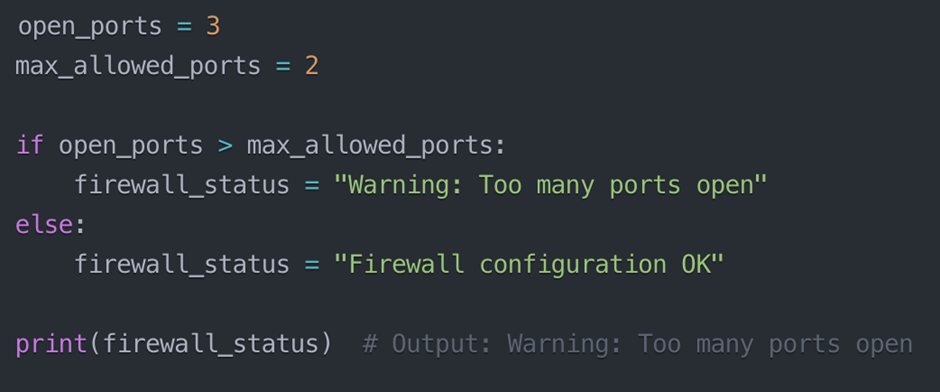 open_ports = 3
max_allowed_ports = 2
if open_ports > max_allowed_ports:
    firewall_status = "Warning: Too many ports open"
else:
    firewall_status = "Firewall configuration OK"
print(firewall_status)  # Output: Warning: Too many ports open